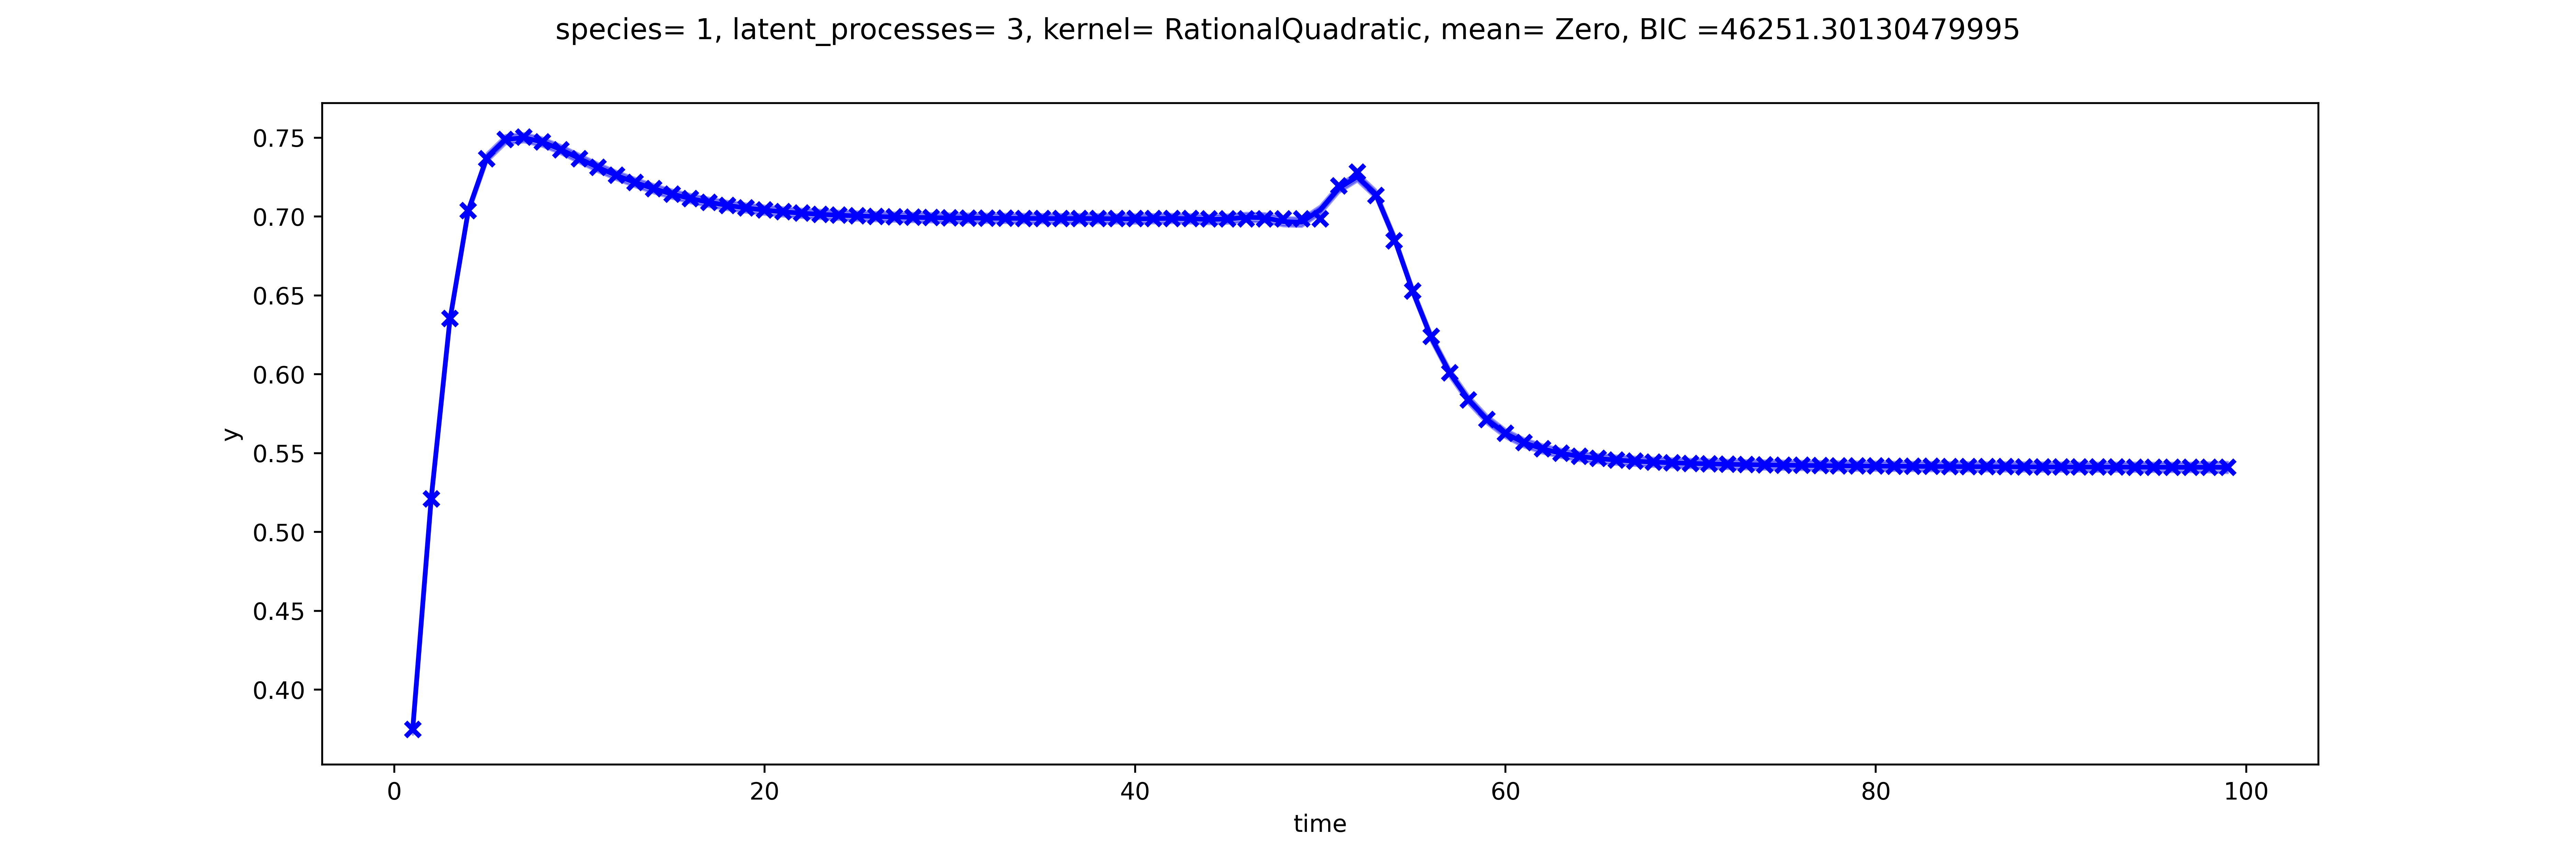 species= 1, latent_processes= 3, kernel= RationalQuadratic, mean= Zero, BIC =46251.30130479995
0.75
0.70
0.65
0.60
0.55
0.50
0.45
0.40
y
0 20 40 60 80 100
time